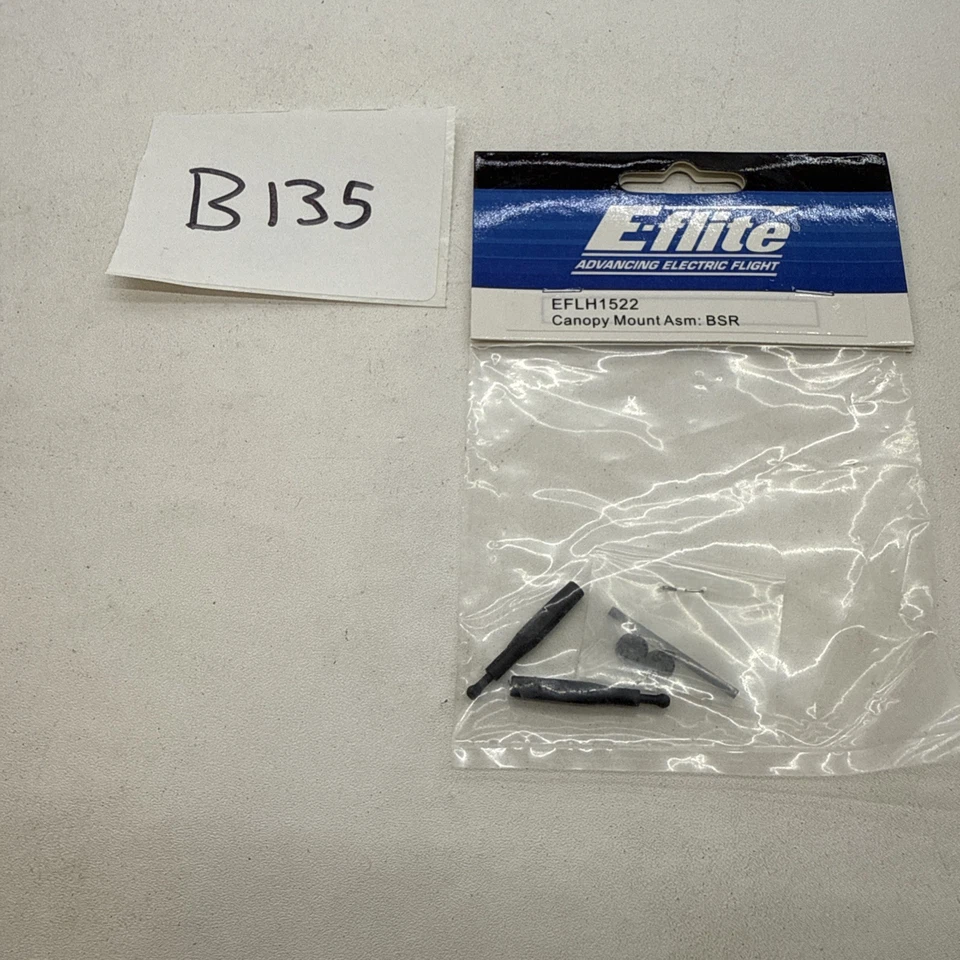 B135
E-flite®
ADVANCING ELECTRIC FLIGHT
EFLH1522
Canopy Mount Asm: BSR